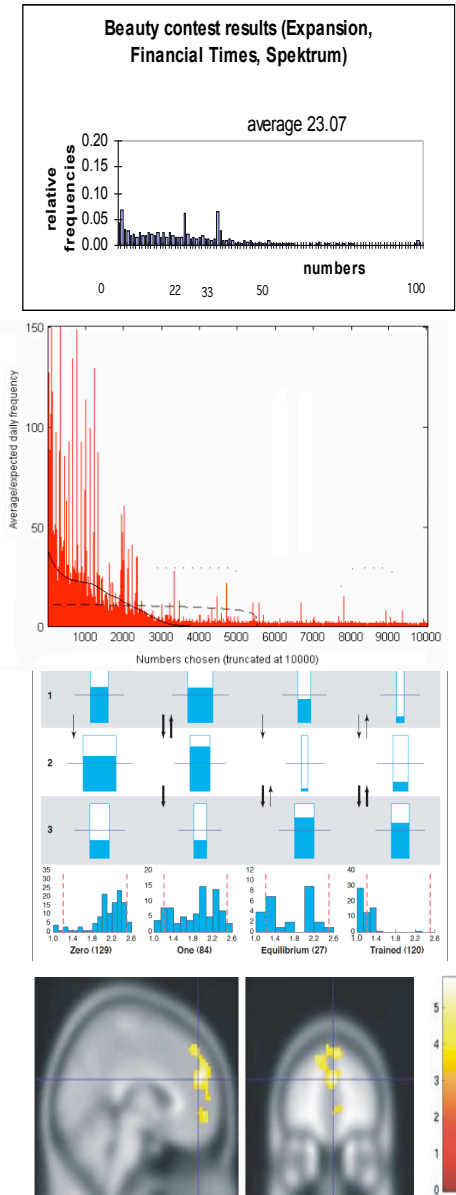 Beauty contest results (Expansion,
Financial Times, Spektrum)
average 23.07
relative
frequencies
0.20
0.15
0.10
0.05
0.00
numbers
0 22 33 50 100
Average/expected daily frequency
150
100
50
0
1000 2000 3000 4000 5000 6000 7000 8000 9000 10000
Numbers chosen (truncated at 10000)
1
2
3
35
30
25
20
15
10
5
0
1.0 1.4 1.8 2.2 2.6
Zero (129)
20
15
10
5
0
1.0 1.4 1.8 2.2 2.6
One (84)
12
10
8
6
4
2
0
1.0 1.4 1.8 2.2 2.6
Equilibrium (27)
40
30
20
10
0
1.0 1.4 1.8 2.2 2.6
Trained (120)
5
4
3
2
1
0